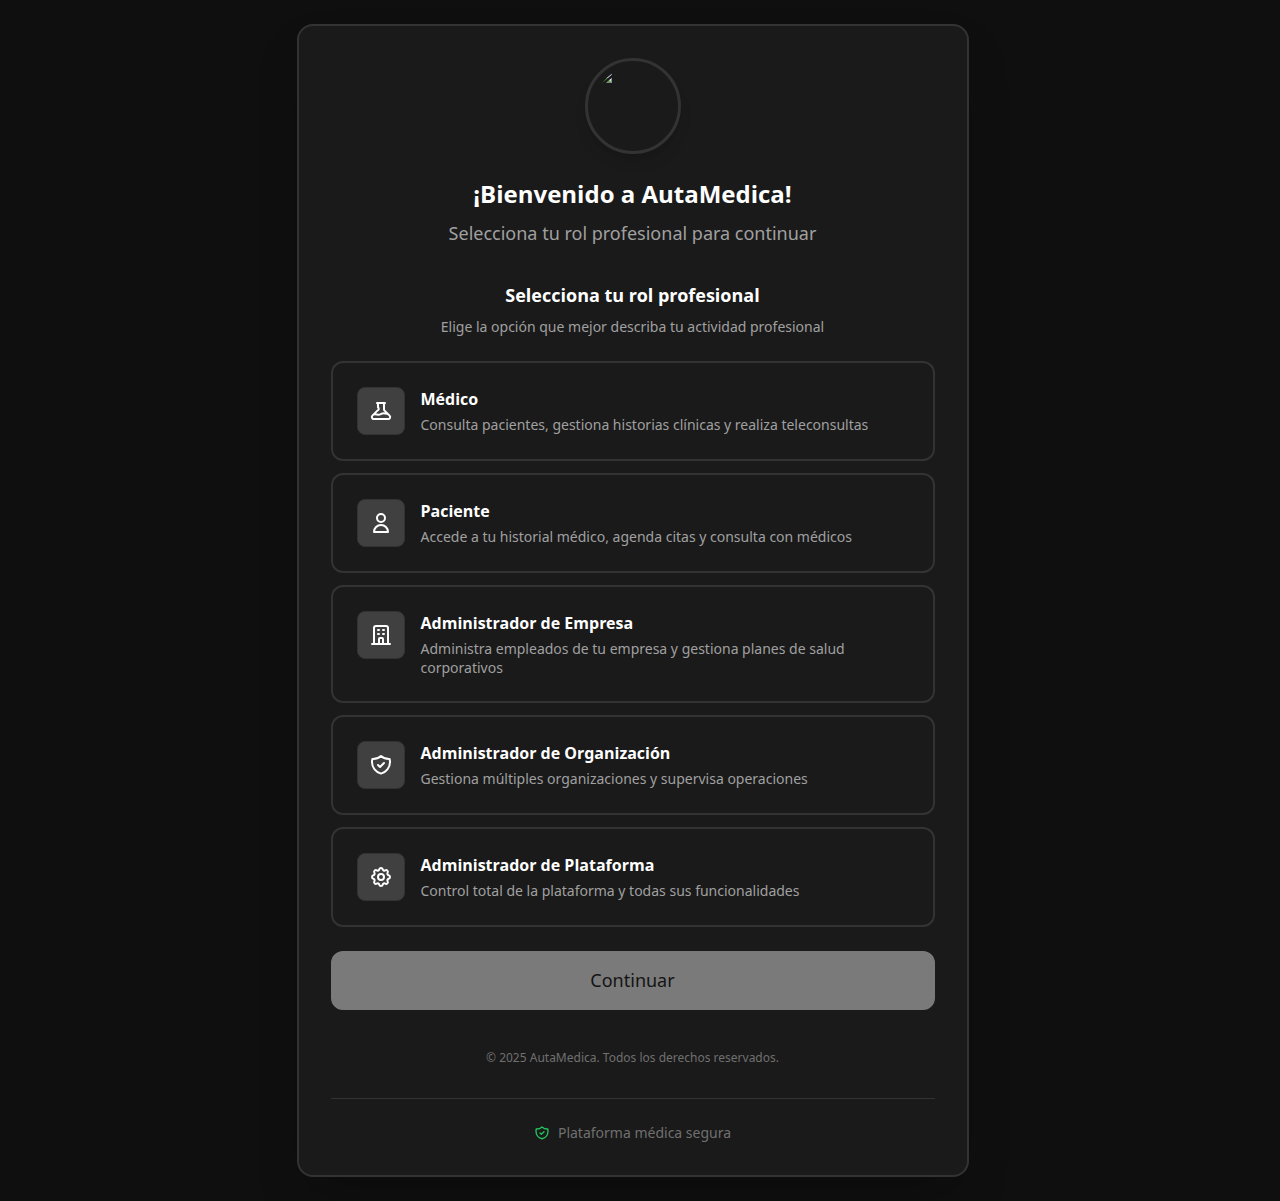 ¡Bienvenido a AutaMedica!
Selecciona tu rol profesional para continuar
Selecciona tu rol profesional
Elige la opción que mejor describa tu actividad profesional
Médico
Consulta pacientes, gestiona historias clínicas y realiza teleconsultas
Paciente
Accede a tu historial médico, agenda citas y consulta con médicos
Administrador de Empresa
Administra empleados de tu empresa y gestiona planes de salud
corporativos
Administrador de Organización
Gestiona múltiples organizaciones y supervisa operaciones
Administrador de Plataforma
Control total de la plataforma y todas sus funcionalidades
Continuar
© 2025 AutaMedica. Todos los derechos reservados.
Plataforma médica segura